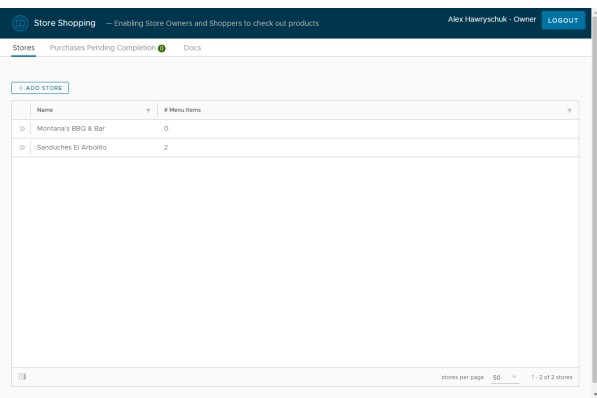 Store Shopping — Enabling Store Owners and Shoppers to check out products Alex Hawryschuk - Owner LOGOUT
Stores Purchases Pending Completion 0 Docs
+ ADD STORE
Name # Menu Items
Montana's BBQ & Bar 0
Sanduches El Arbolito 2
stores per page 50 1 - 2 of 2 stores